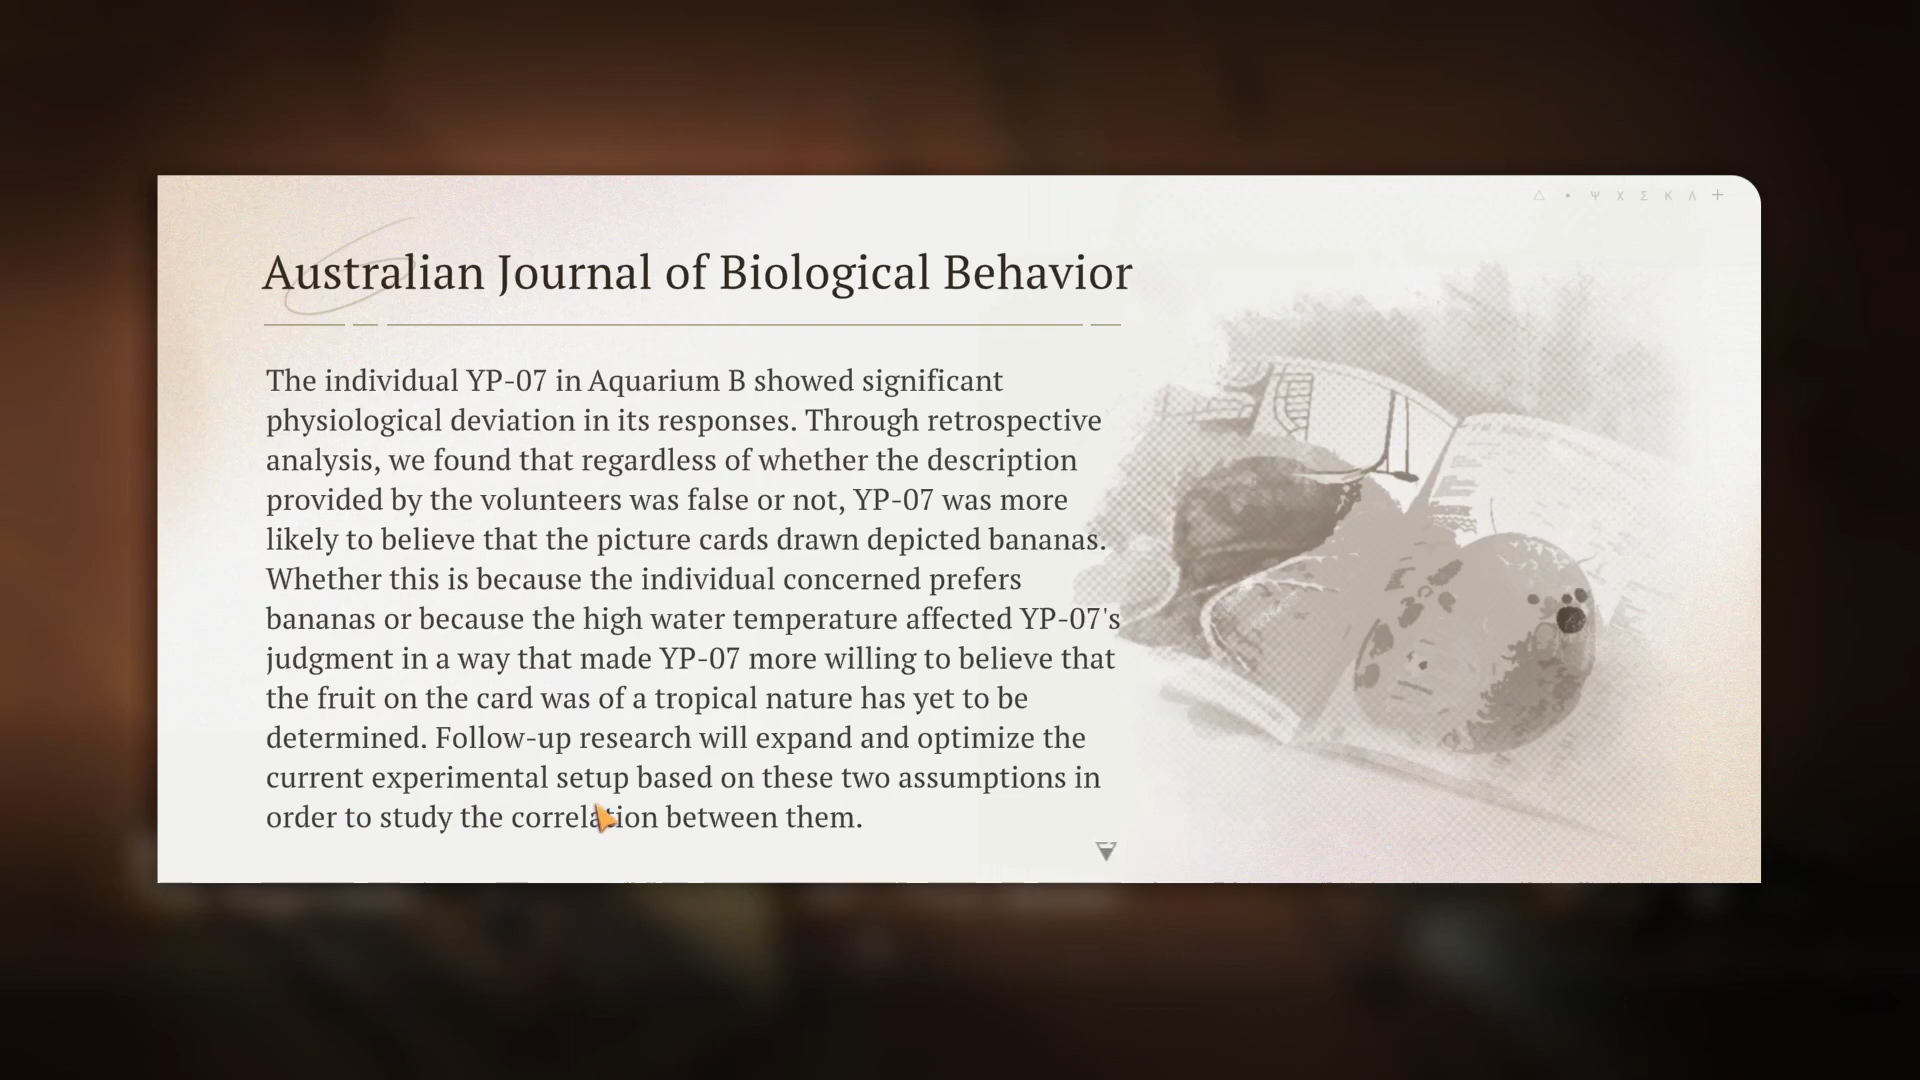 △ • Ψ X Σ K Λ +
Australian Journal of Biological Behavior
The individual YP-07 in Aquarium B showed significant
physiological deviation in its responses. Through retrospective
analysis, we found that regardless of whether the description
provided by the volunteers was false or not, YP-07 was more
likely to believe that the picture cards drawn depicted bananas.
Whether this is because the individual concerned prefers
bananas or because the high water temperature affected YP-07's
judgment in a way that made YP-07 more willing to believe that
the fruit on the card was of a tropical nature has yet to be
determined. Follow-up research will expand and optimize the
current experimental setup based on these two assumptions in
order to study the correlation between them.